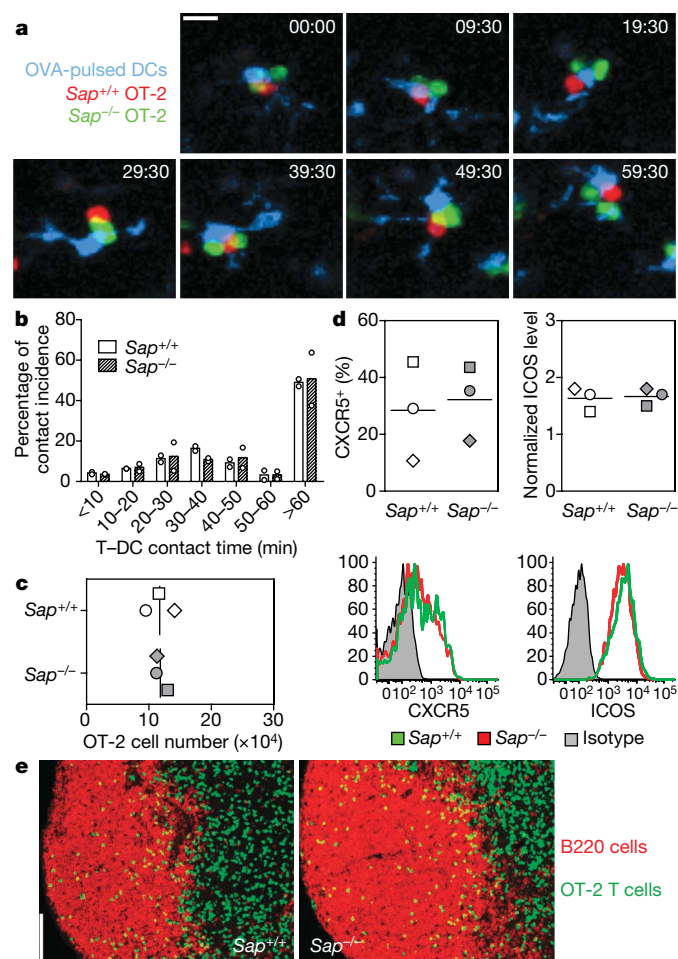 a
OVA-pulsed DCs
Sap+/+ OT-2
Sap–/– OT-2
00:00
09:30
19:30
29:30
39:30
49:30
59:30
b
Percentage of contact incidence
80
60
40
20
0
Sap+/+
Sap–/–
<10
10–20
20–30
30–40
40–50
50–60
>60
T–DC contact time (min)
c
Sap+/+
Sap–/–
0
10
20
30
OT-2 cell number (×10⁴)
d
CXCR5+ (%)
60
40
20
0
Sap+/+
Sap–/–
Normalized ICOS level
3
2
1
0
Sap+/+
Sap–/–
100
80
60
40
20
0
010² 10³ 10⁴ 10⁵
CXCR5
100
80
60
40
20
0
010² 10³ 10⁴ 10⁵
ICOS
Sap+/+
Sap–/–
Isotype
e
Sap+/+
Sap–/–
B220 cells
OT-2 T cells